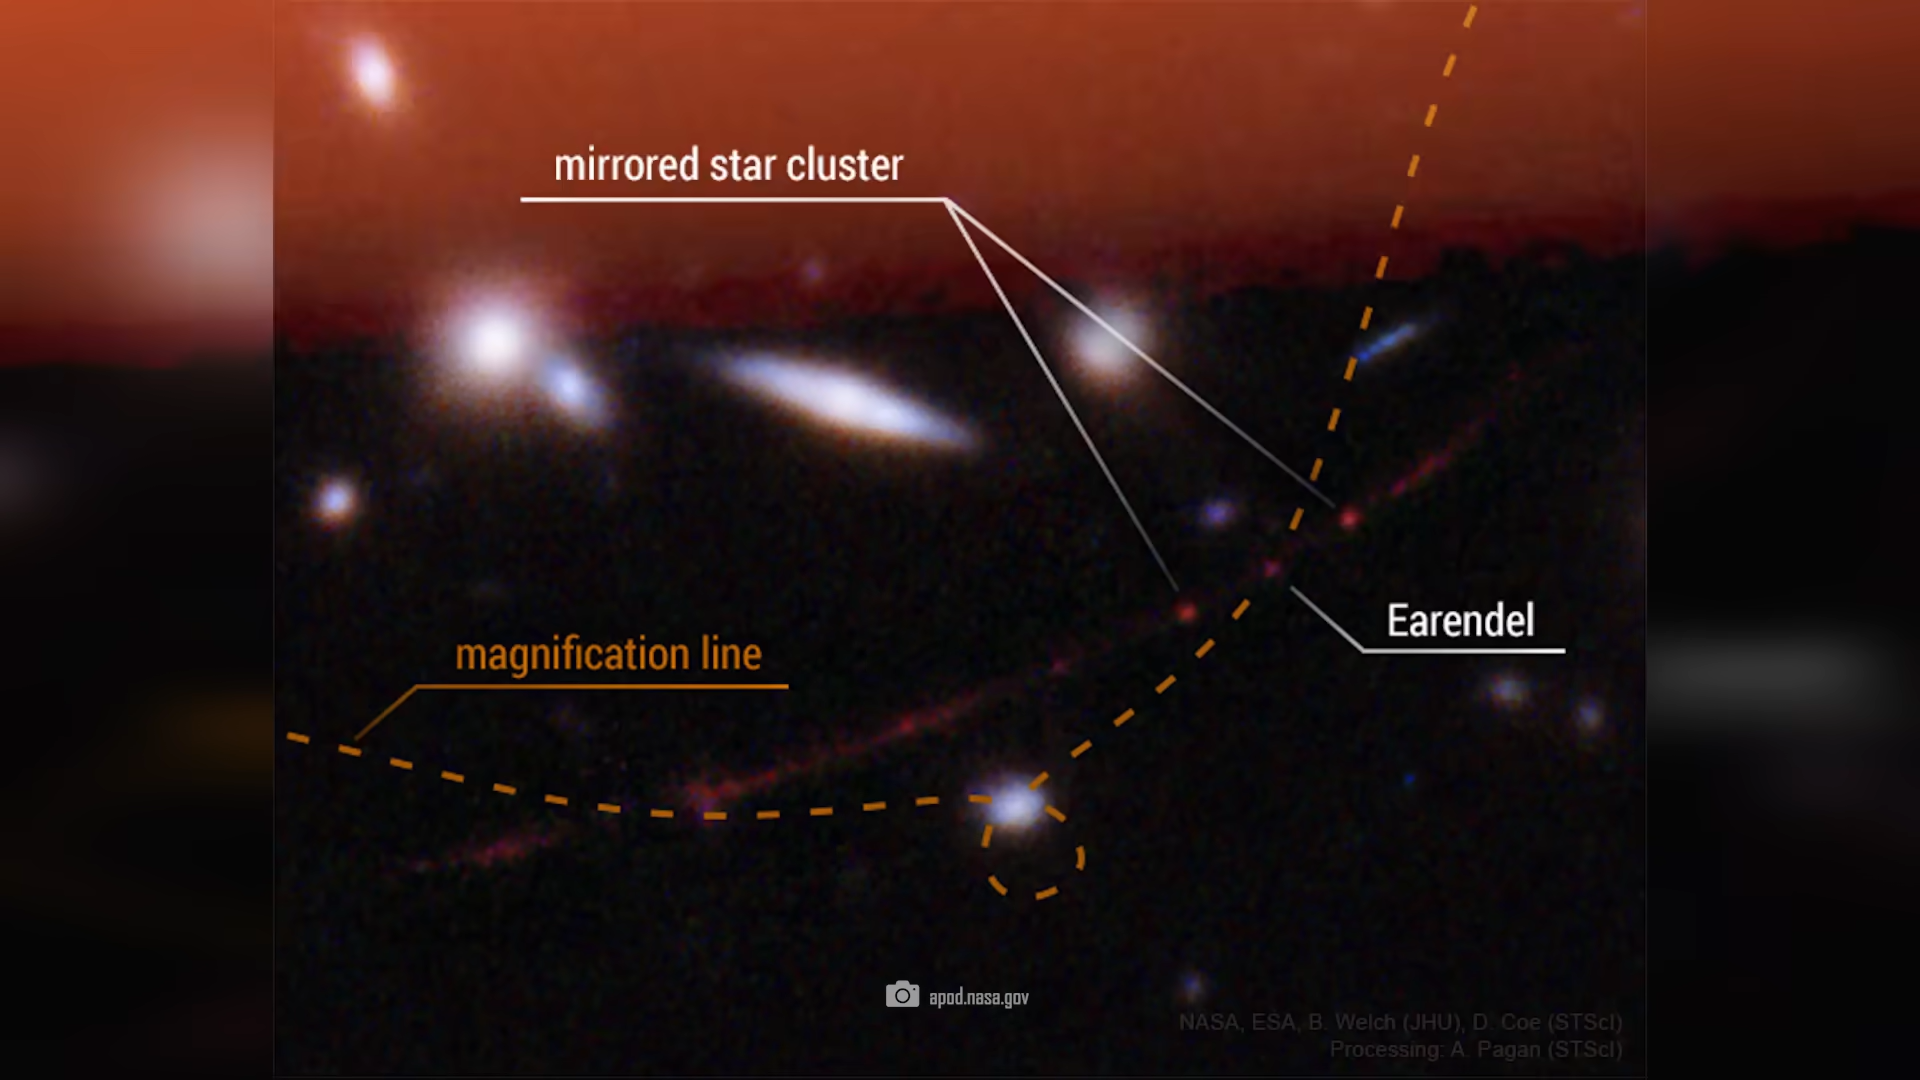 mirrored star cluster
Earendel
magnification line
apod.nasa.gov
NASA, ESA, B. Welch (JHU), D. Coe (STScI)
Processing: A. Pagan (STScI)